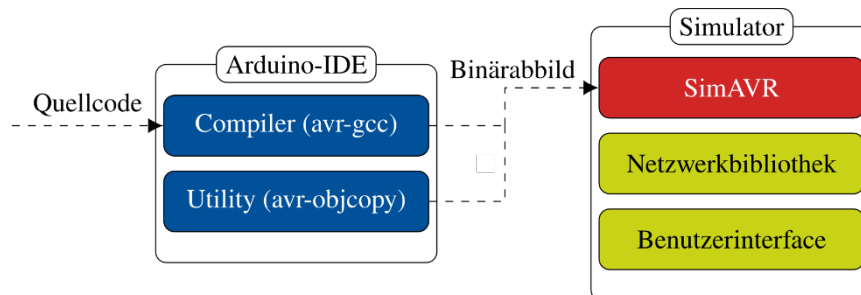 Simulator
Arduino-IDE
Binärabbild
SimAVR
Quellcode
Compiler (avr-gcc)
Netzwerkbibliothek
Utility (avr-objcopy)
Benutzerinterface